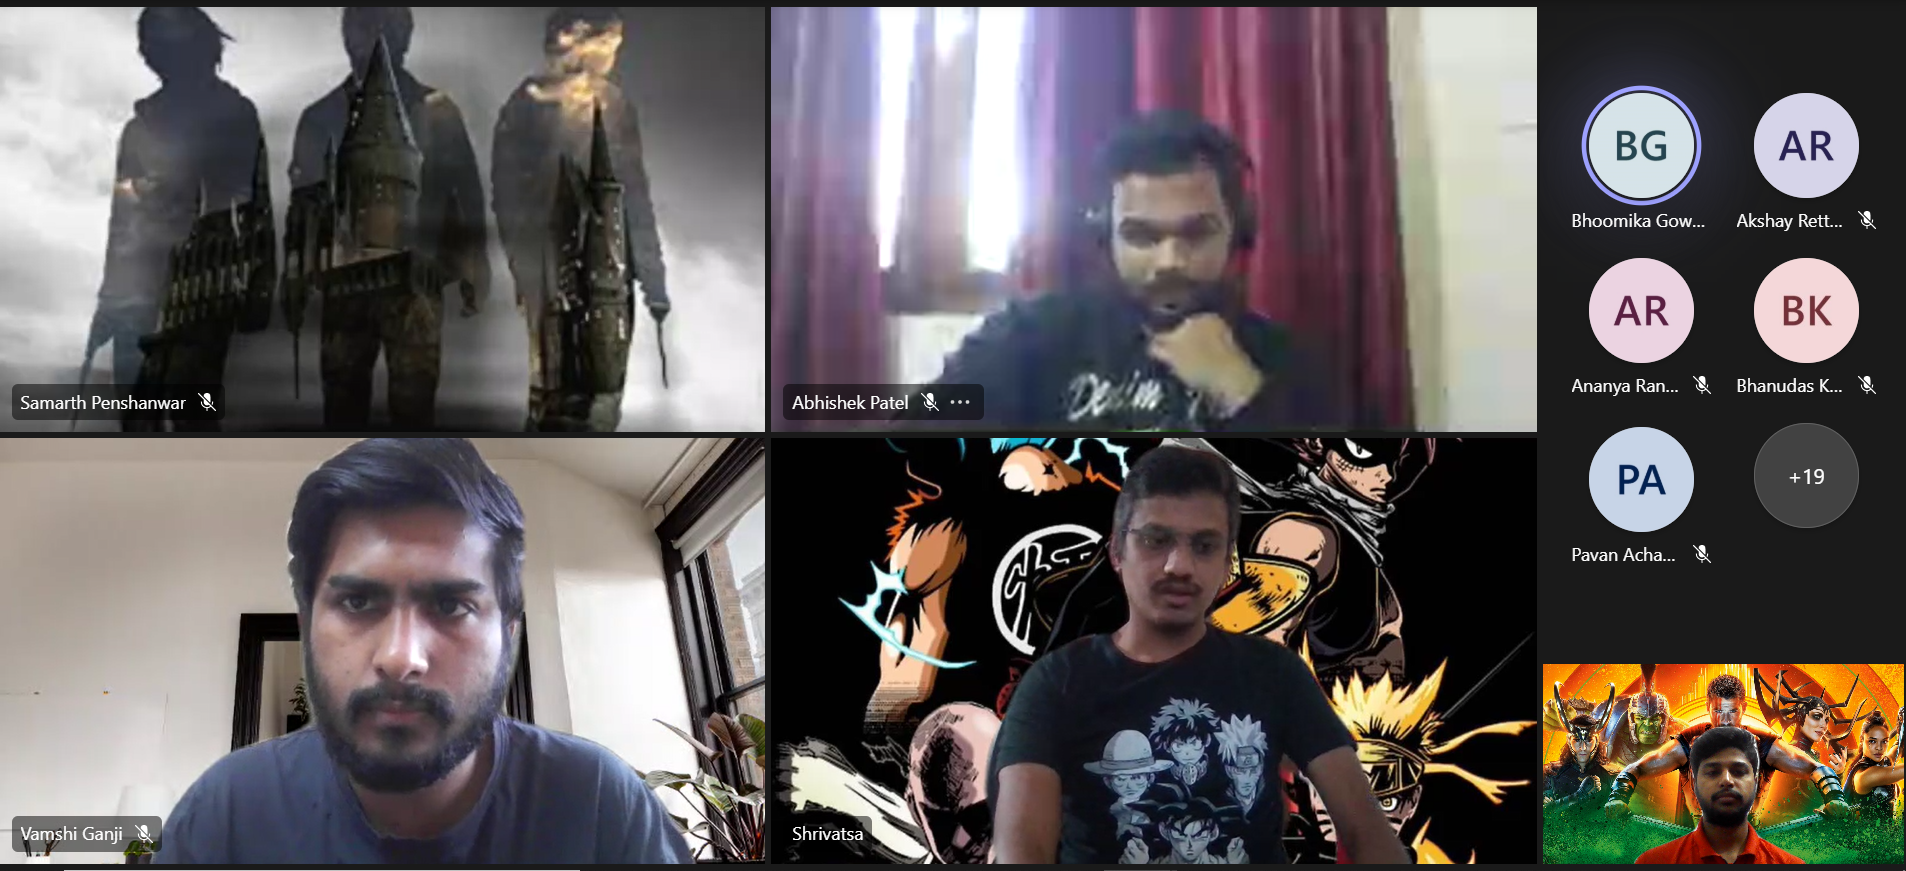 Samarth Penshanwar
Abhishek Patel
Denim
Vamshi Ganji
Shrivatsa
BG
AR
Bhoomika Gow...
Akshay Rett...
AR
BK
Ananya Ran...
Bhanudas K...
PA
+19
Pavan Acha...